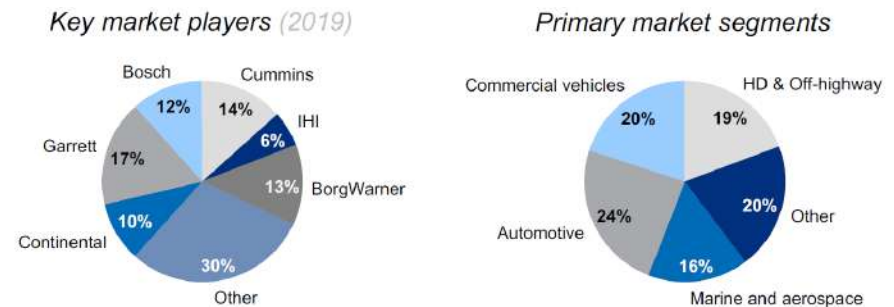 Key market players (2019)
Bosch
Cummins
12%
14%
IHI
6%
Garrett
17%
13%
BorgWarner
10%
Continental
30%
Other
Primary market segments
Commercial vehicles
HD & Off-highway
20%
19%
Automotive
24%
20%
Other
16%
Marine and aerospace